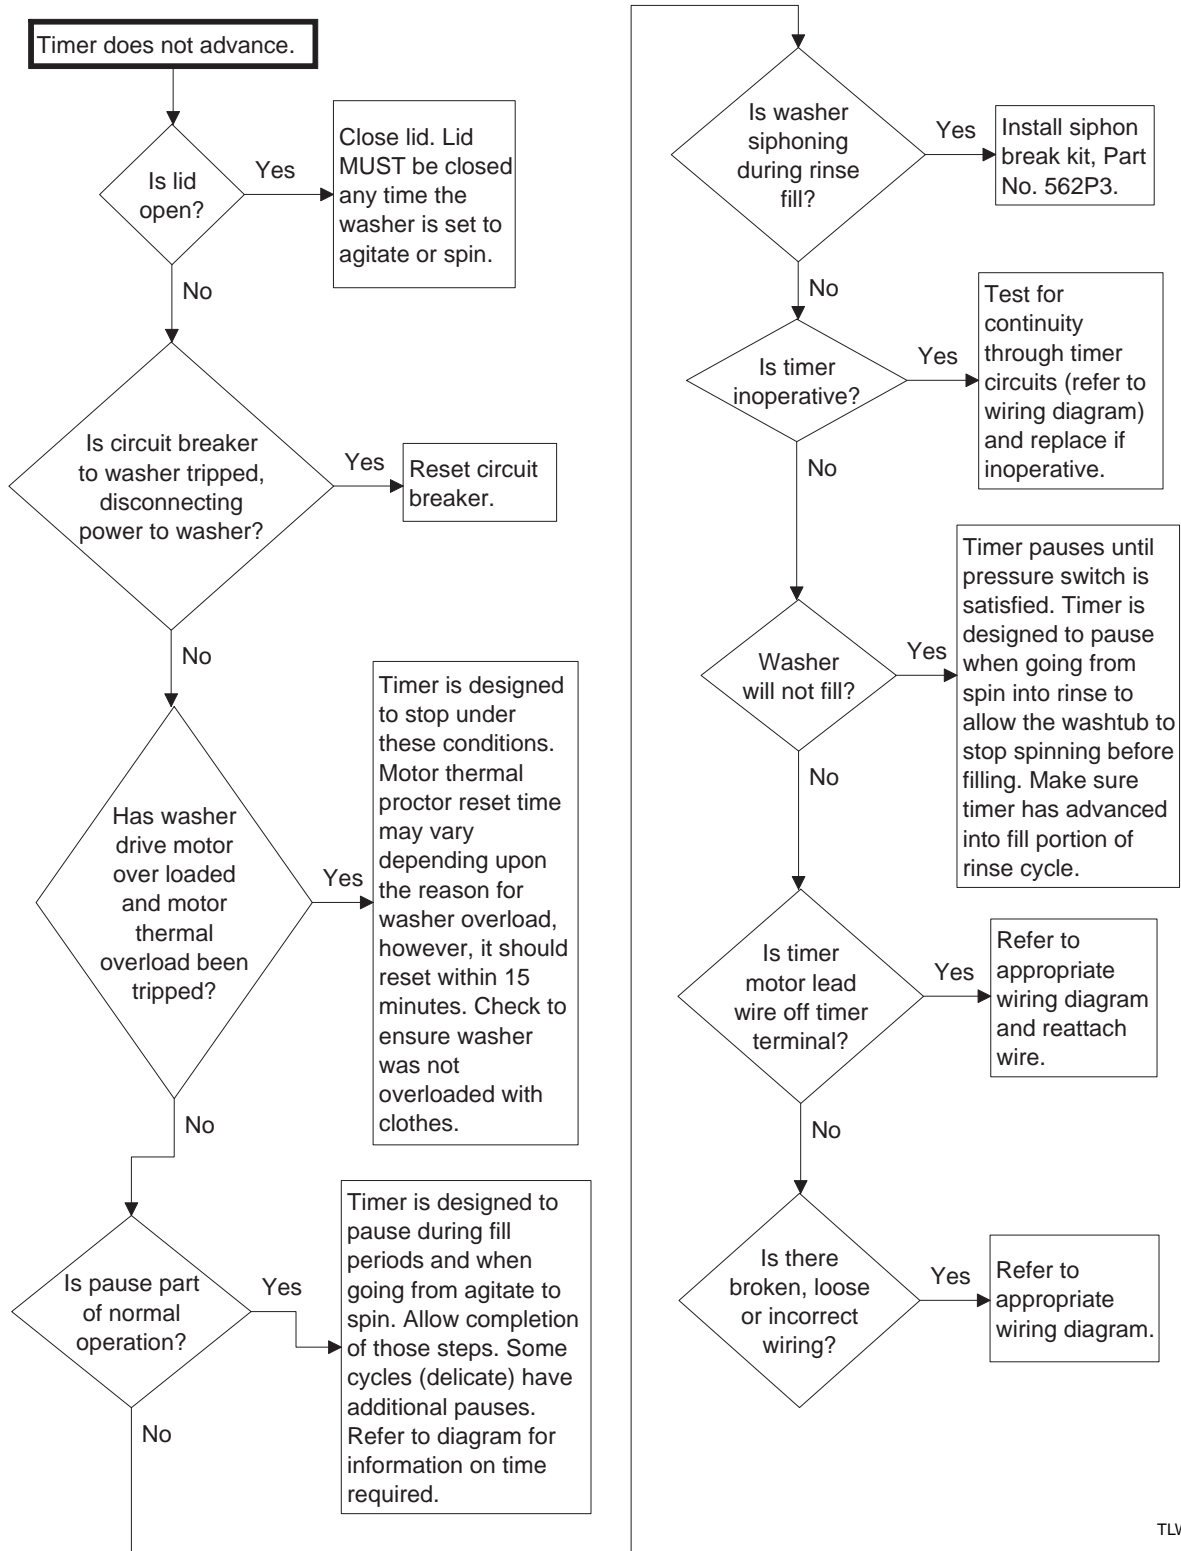 Timer does not advance.
Is lid
open?
Yes
Close lid. Lid
MUST be closed
any time the
washer is set to
agitate or spin.
No
Is circuit breaker
to washer tripped,
disconnecting
power to washer?
Yes
Reset circuit
breaker.
No
Has washer
drive motor
over loaded
and motor
thermal
overload been
tripped?
Yes
Timer is designed
to stop under
these conditions.
Motor thermal
proctor reset time
may vary
depending upon
the reason for
washer overload,
however, it should
reset within 15
minutes. Check to
ensure washer
was not
overloaded with
clothes.
No
Is pause part
of normal
operation?
Yes
Timer is designed to
pause during fill
periods and when
going from agitate to
spin. Allow completion
of those steps. Some
cycles (delicate) have
additional pauses.
Refer to diagram for
information on time
required.
No
Is washer
siphoning
during rinse
fill?
Yes
Install siphon
break kit, Part
No. 562P3.
No
Is timer
inoperative?
Yes
Test for
continuity
through timer
circuits (refer to
wiring diagram)
and replace if
inoperative.
No
Washer
will not fill?
Yes
Timer pauses until
pressure switch is
satisfied. Timer is
designed to pause
when going from
spin into rinse to
allow the washtub to
stop spinning before
filling. Make sure
timer has advanced
into fill portion of
rinse cycle.
No
Is timer
motor lead
wire off timer
terminal?
Yes
Refer to
appropriate
wiring diagram
and reattach
wire.
No
Is there
broken, loose
or incorrect
wiring?
Yes
Refer to
appropriate
wiring diagram.